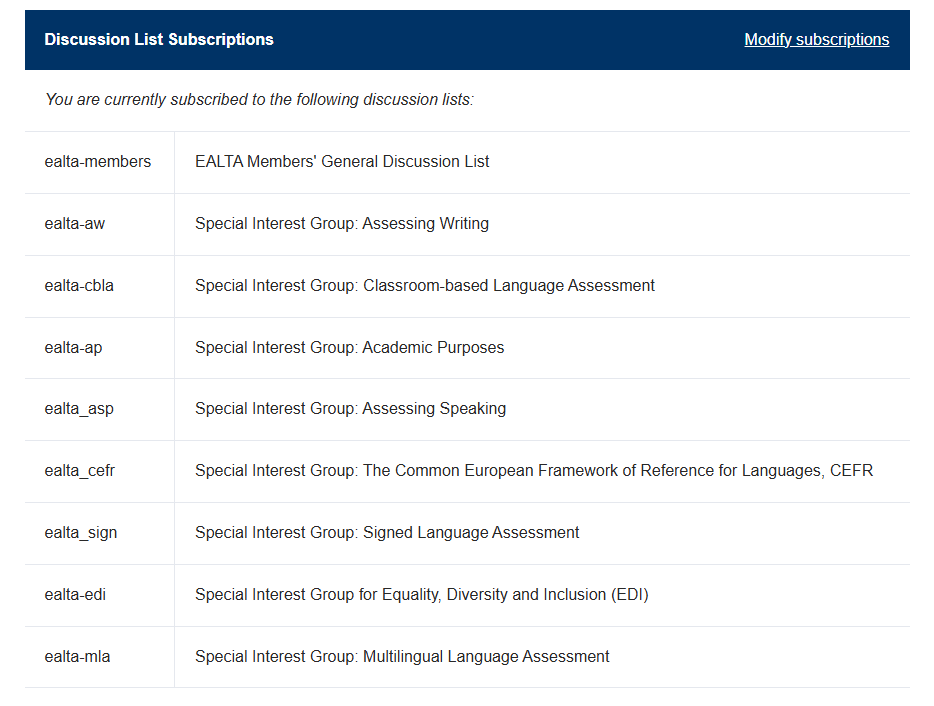 Discussion List Subscriptions Modify subscriptions
You are currently subscribed to the following discussion lists:
ealta-members EALTA Members' General Discussion List
ealta-aw Special Interest Group: Assessing Writing
ealta-cbla Special Interest Group: Classroom-based Language Assessment
ealta-ap Special Interest Group: Academic Purposes
ealta_asp Special Interest Group: Assessing Speaking
ealta_cefr Special Interest Group: The Common European Framework of Reference for Languages, CEFR
ealta_sign Special Interest Group: Signed Language Assessment
ealta-edi Special Interest Group for Equality, Diversity and Inclusion (EDI)
ealta-mla Special Interest Group: Multilingual Language Assessment